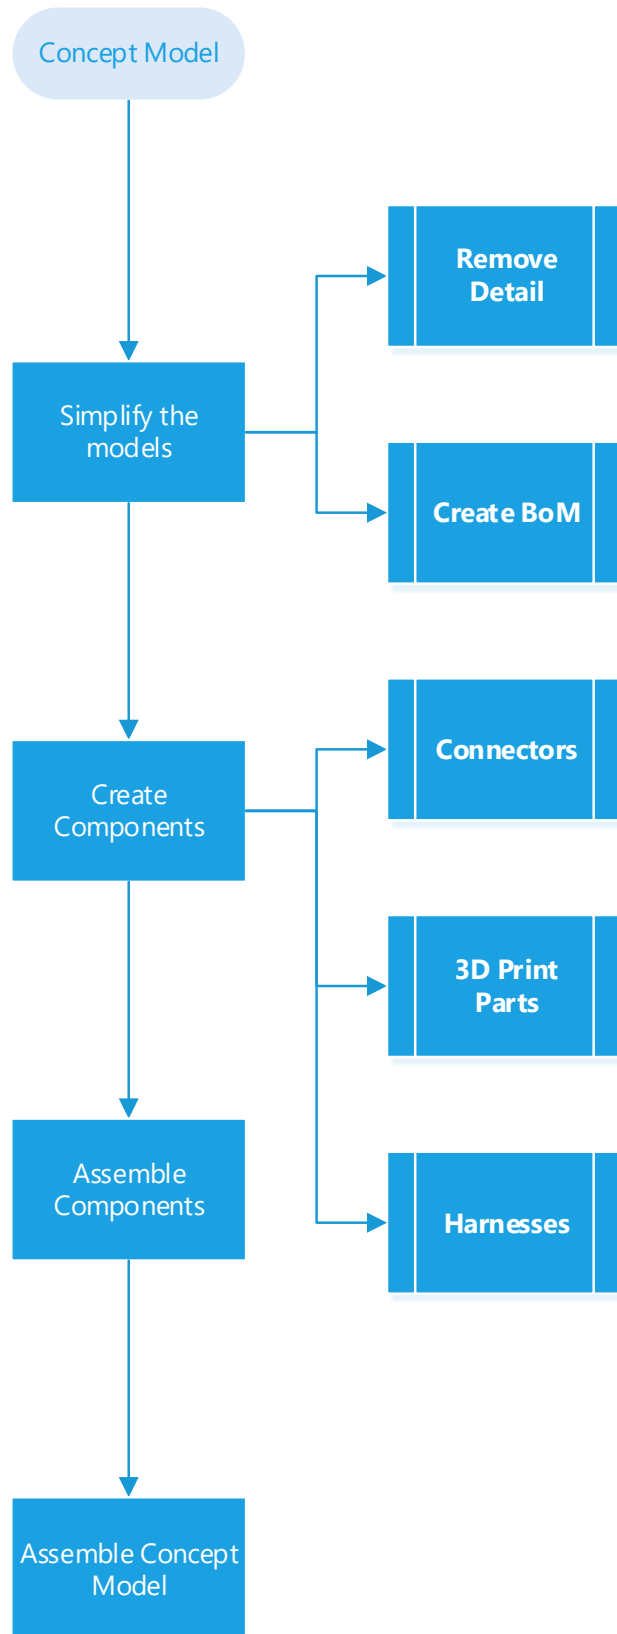 Concept Model
Remove
Detail
Simplify the
models
Create BoM
Connectors
Create
Components
3D Print
Parts
Assemble
Components
Harnesses
Assemble Concept
Model